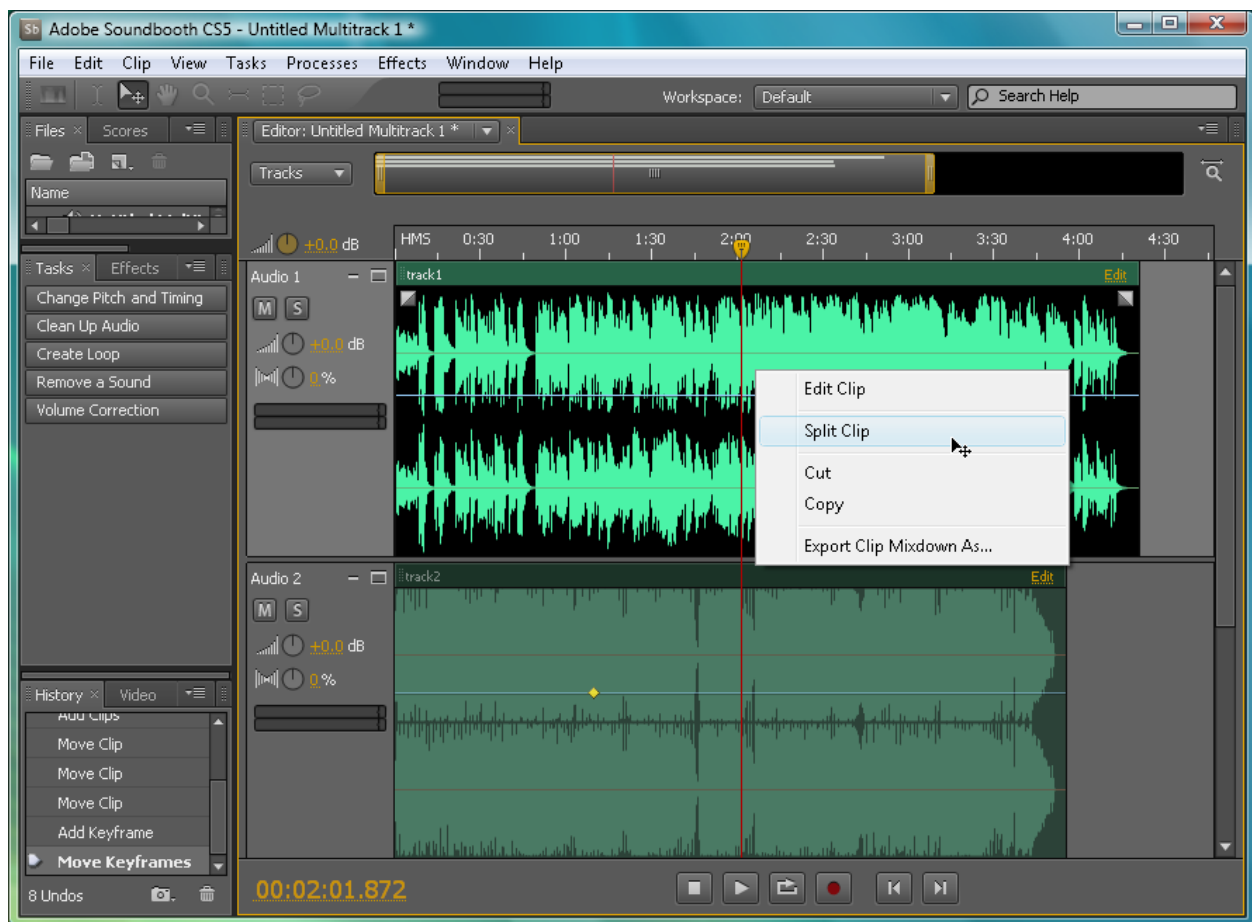 Sb Adobe Soundbooth CS5 - Untitled Multitrack 1 *
File Edit Clip View Tasks Processes Effects Window Help
Workspace: Default Search Help
Files × Scores
Name
Editor: Untitled Multitrack 1 * ×
Tracks
+0.0 dB
HMS 0:30 1:00 1:30 2:00 2:30 3:00 3:30 4:00 4:30
Tasks × Effects
Change Pitch and Timing
Clean Up Audio
Create Loop
Remove a Sound
Volume Correction
Audio 1
M S
+0.0 dB
0 %
track1 Edit
Edit Clip
Split Clip
Cut
Copy
Export Clip Mixdown As...
Audio 2
M S
+0.0 dB
0 %
track2 Edit
History × Video
Add Clips
Move Clip
Move Clip
Move Clip
Add Keyframe
Move Keyframes
8 Undos
00:02:01.872